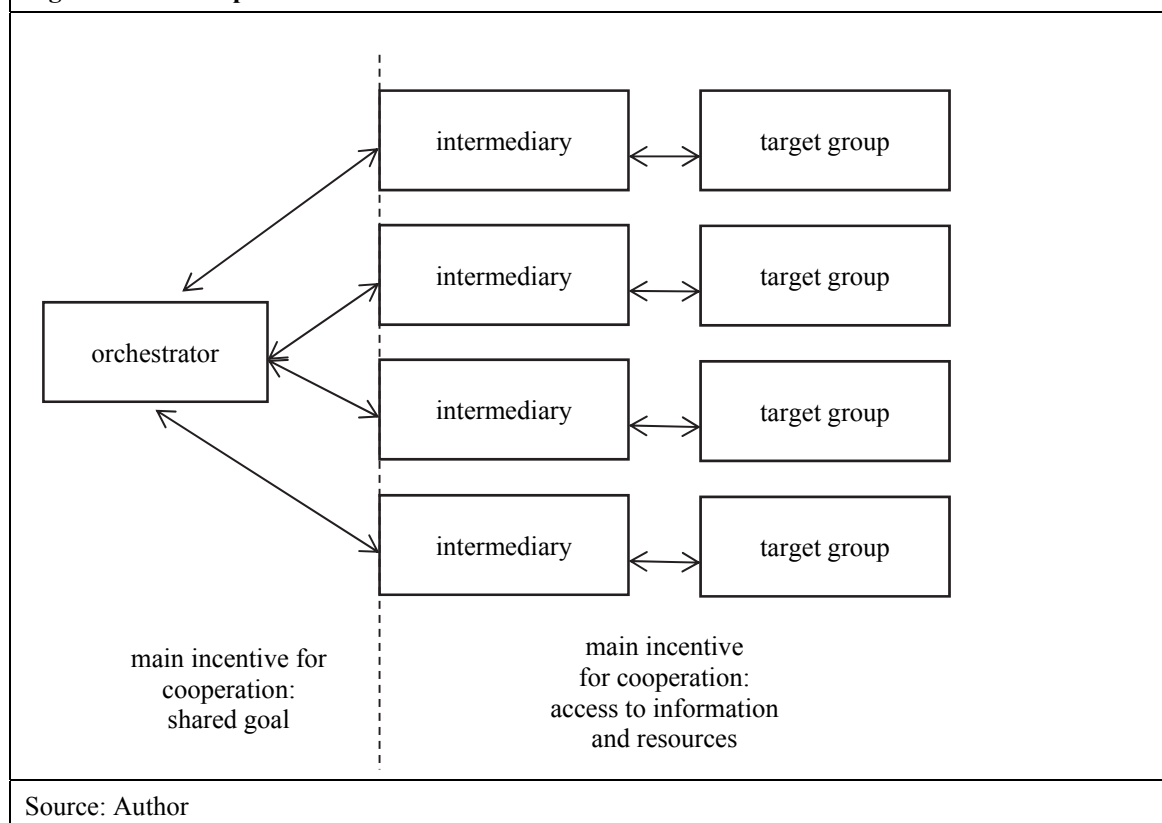 intermediary
target group
intermediary
target group
orchestrator
intermediary
target group
intermediary
target group
main incentive for
cooperation:
shared goal
main incentive
for cooperation:
access to information
and resources
Source: Author